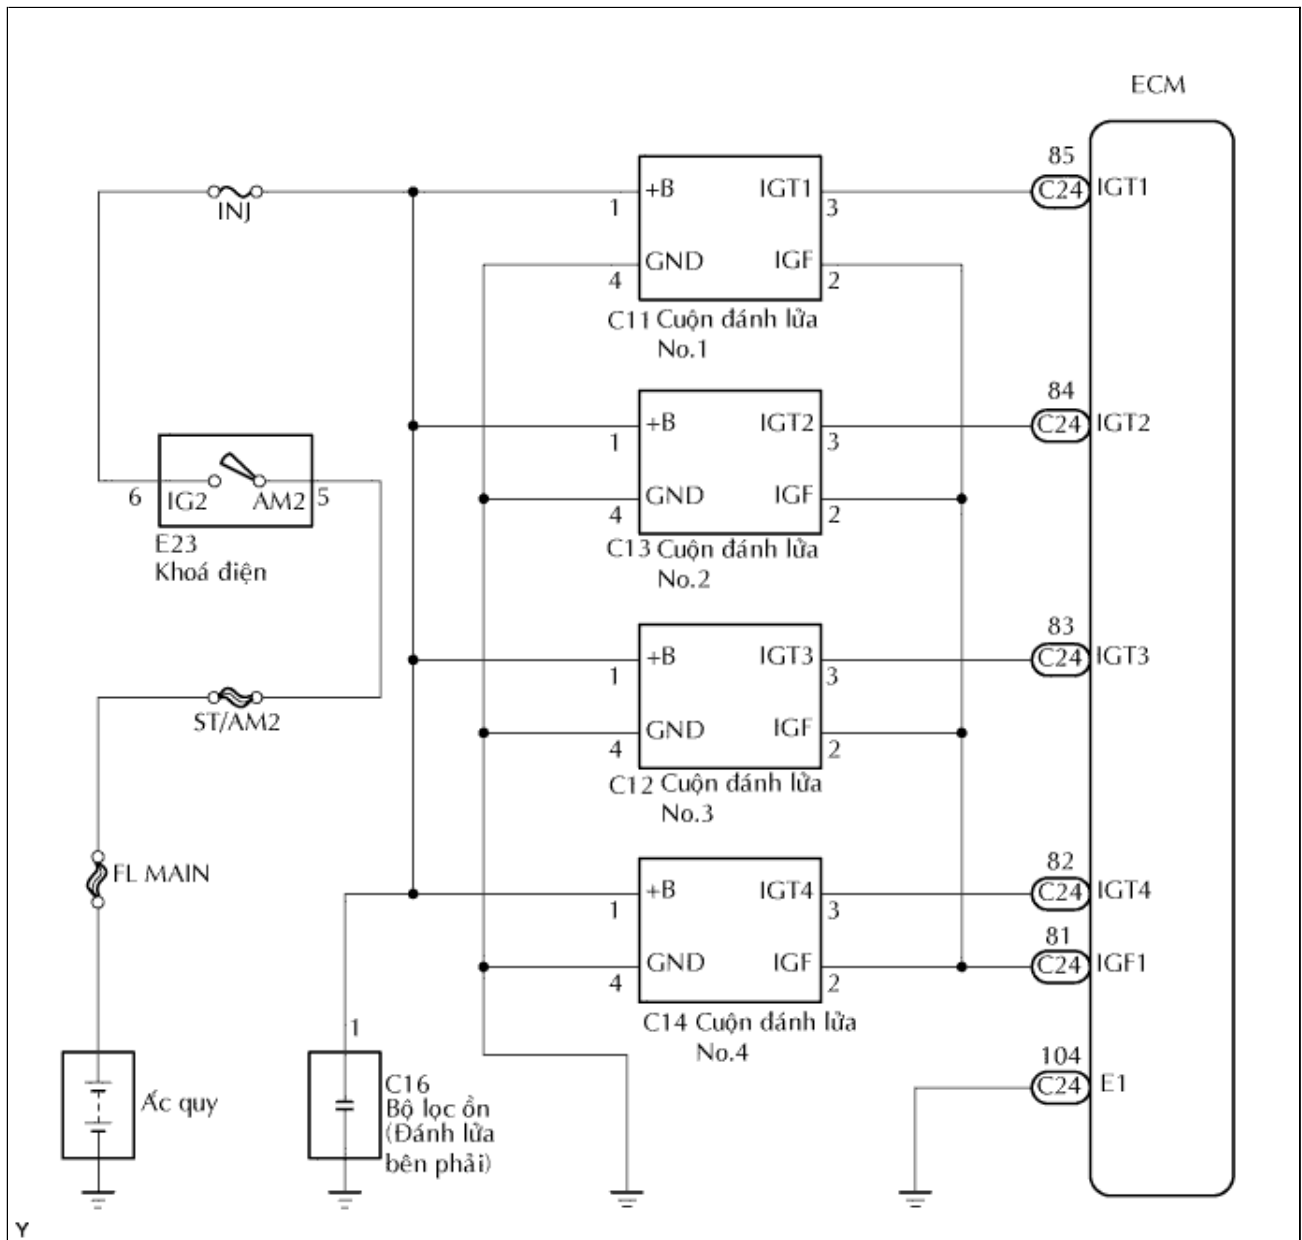 ECM
INJ
+B
IGT1
1
3
GND
IGF
4
2
C11 Cuộn đánh lửa
No.1
85
C24
IGT1
+B
IGT2
1
3
GND
IGF
4
2
C13 Cuộn đánh lửa
No.2
84
C24
IGT2
6
IG2
AM2
5
E23
Khoá điện
+B
IGT3
1
3
GND
IGF
4
2
C12 Cuộn đánh lửa
No.3
83
C24
IGT3
ST/AM2
FL MAIN
+B
IGT4
1
3
GND
IGF
4
2
C14 Cuộn đánh lửa
No.4
82
C24
IGT4
81
C24
IGF1
104
C24
E1
Ắc quy
1
C16
Bộ lọc ồn
(Đánh lửa
bên phải)
Y